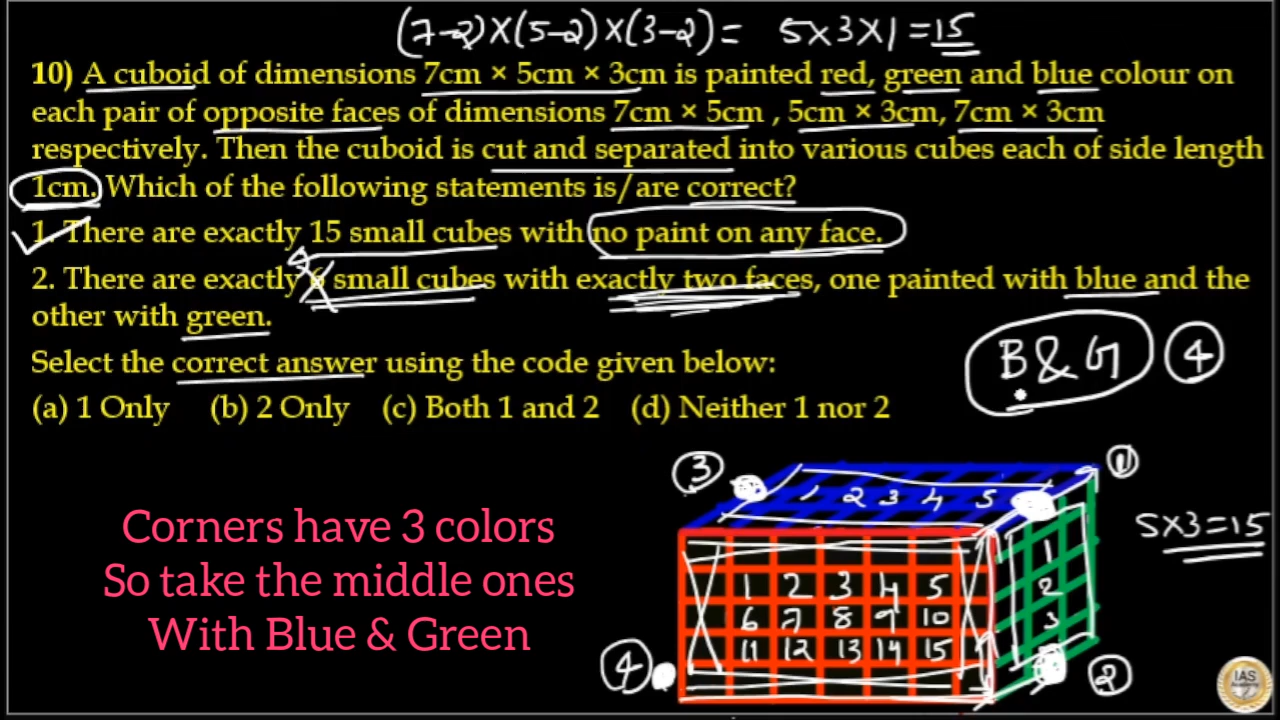 (7-2)×(5-2)×(3-2)= 5×3×1=15
10) A cuboid of dimensions 7cm × 5cm × 3cm is painted red, green and blue colour on
each pair of opposite faces of dimensions 7cm × 5cm , 5cm × 3cm, 7cm × 3cm
respectively. Then the cuboid is cut and separated into various cubes each of side length
1cm. Which of the following statements is/are correct?
1. There are exactly 15 small cubes with no paint on any face.
2. There are exactly 6 small cubes with exactly two faces, one painted with blue and the
other with green.
B&G 4
Select the correct answer using the code given below:
(a) 1 Only (b) 2 Only (c) Both 1 and 2 (d) Neither 1 nor 2
3
1
1 2 3 4 5
Corners have 3 colors
So take the middle ones
With Blue & Green
5×3=15
1 2 3 4 5
6 7 8 9 10
11 12 13 14 15
1
2
3
4
2
IAS